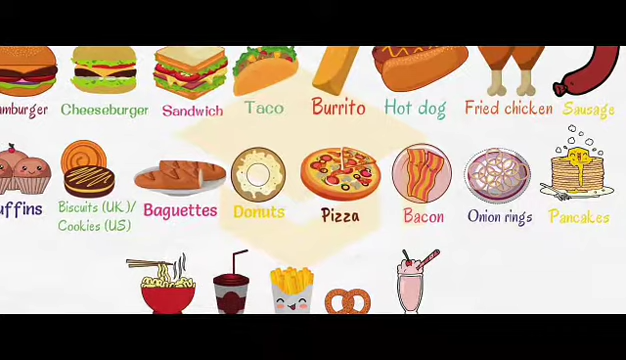 amburger Cheeseburger Sandwich Taco Burrito Hot dog Fried chicken Sausage
uffins Biscuits (UK)/ Baguettes Donuts Pizza Bacon Onion rings Pancakes
Cookies (US)